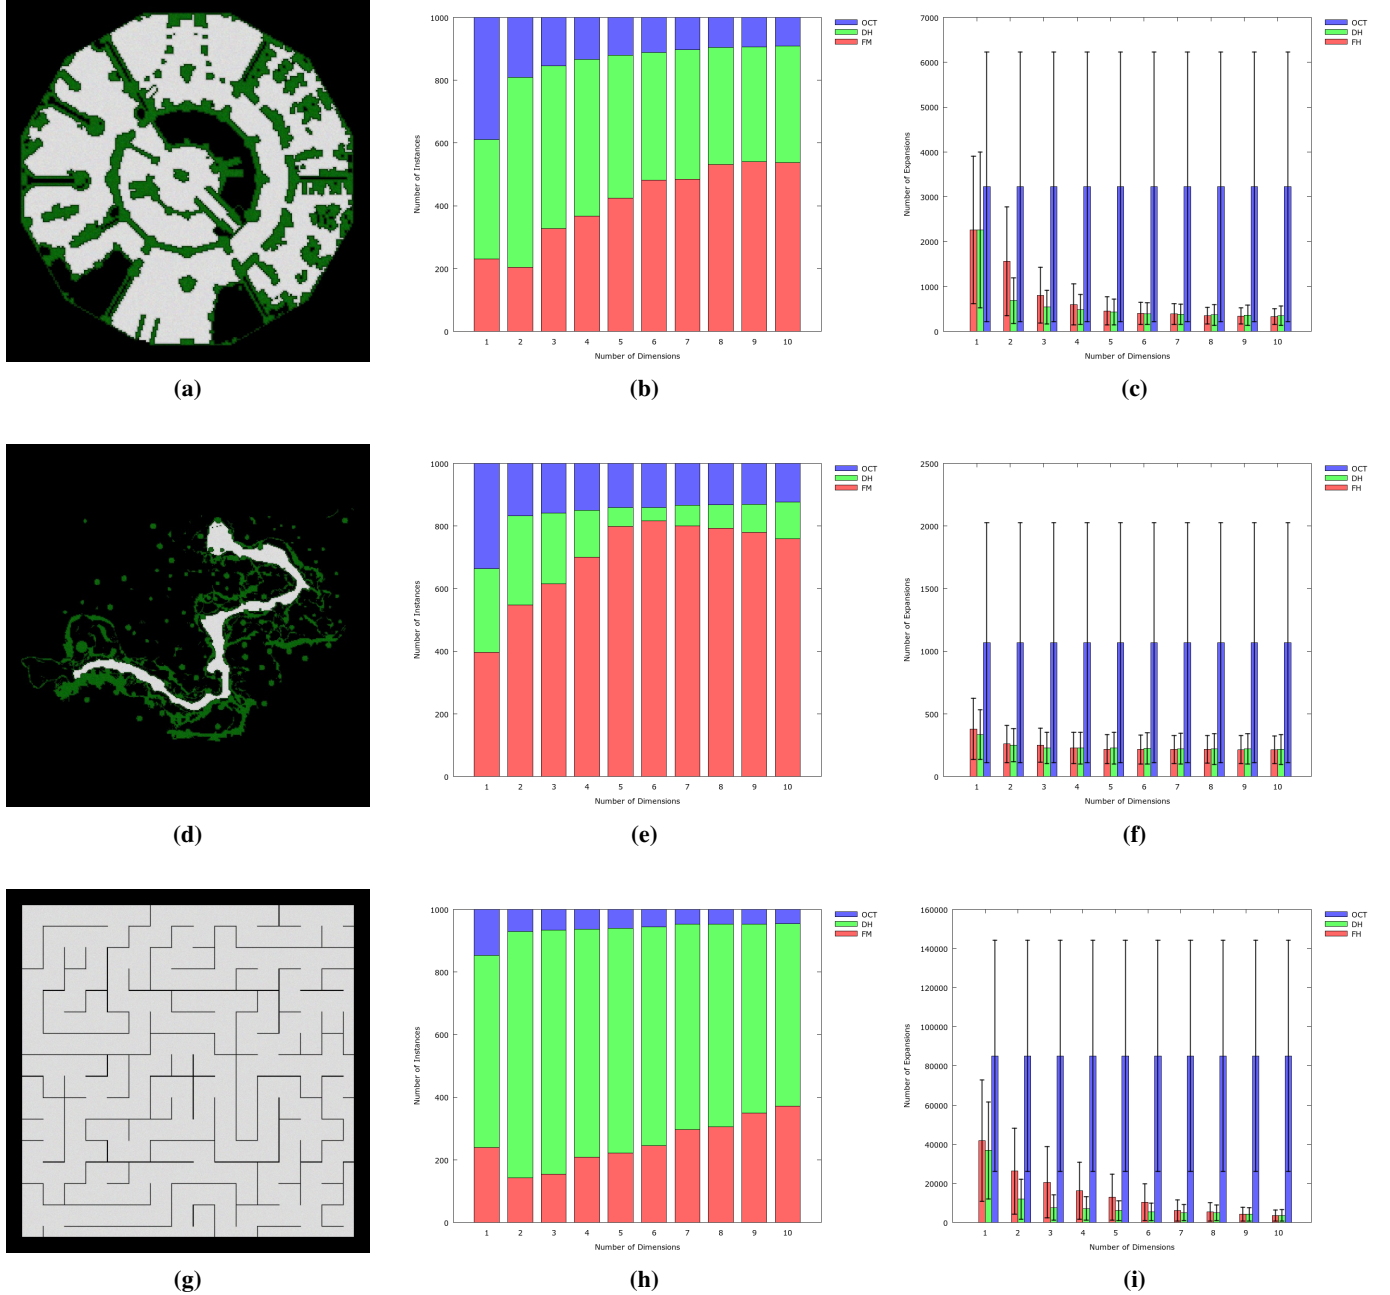 1000
800
600
400
200
0
Number of Instances
1 2 3 4 5 6 7 8 9 10
Number of Dimensions
OCT
DH
FM
7000
6000
5000
4000
3000
2000
1000
0
Number of Expansions
1 2 3 4 5 6 7 8 9 10
Number of Dimensions
OCT
DH
FH
(a) (b) (c)
1000
800
600
400
200
0
Number of Instances
1 2 3 4 5 6 7 8 9 10
Number of Dimensions
OCT
DH
FM
2500
2000
1500
1000
500
0
Number of Expansions
1 2 3 4 5 6 7 8 9 10
Number of Dimensions
OCT
DH
FH
(d) (e) (f)
1000
800
600
400
200
0
Number of Instances
1 2 3 4 5 6 7 8 9 10
Number of Dimensions
OCT
DH
FM
160000
140000
120000
100000
80000
60000
40000
20000
0
Number of Expansions
1 2 3 4 5 6 7 8 9 10
Number of Dimensions
OCT
DH
FH
(g) (h) (i)